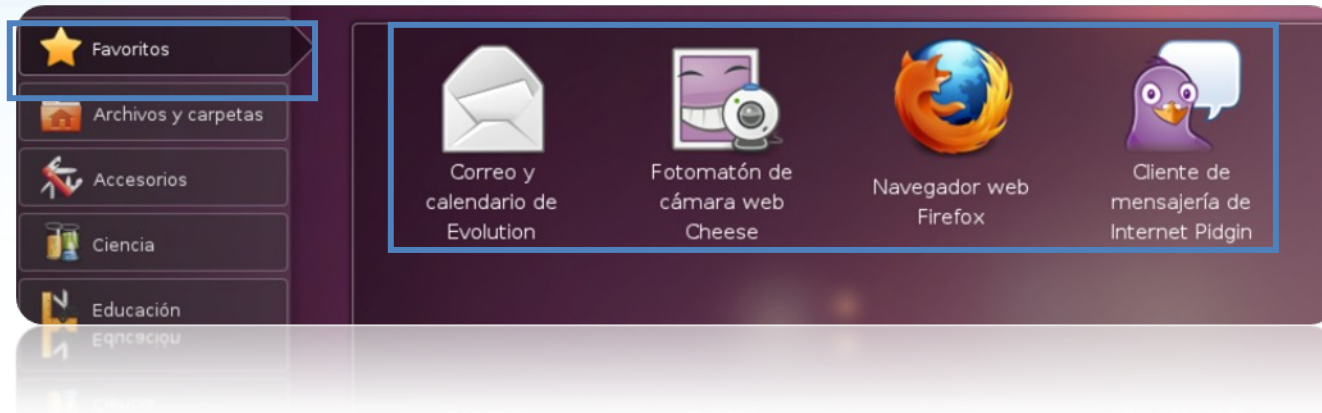 Favoritos
Archivos y carpetas
Accesorios
Ciencia
Educación
Correo y
calendario de
Evolution
Fotomatón de
cámara web
Cheese
Navegador web
Firefox
Cliente de
mensajería de
Internet Pidgin